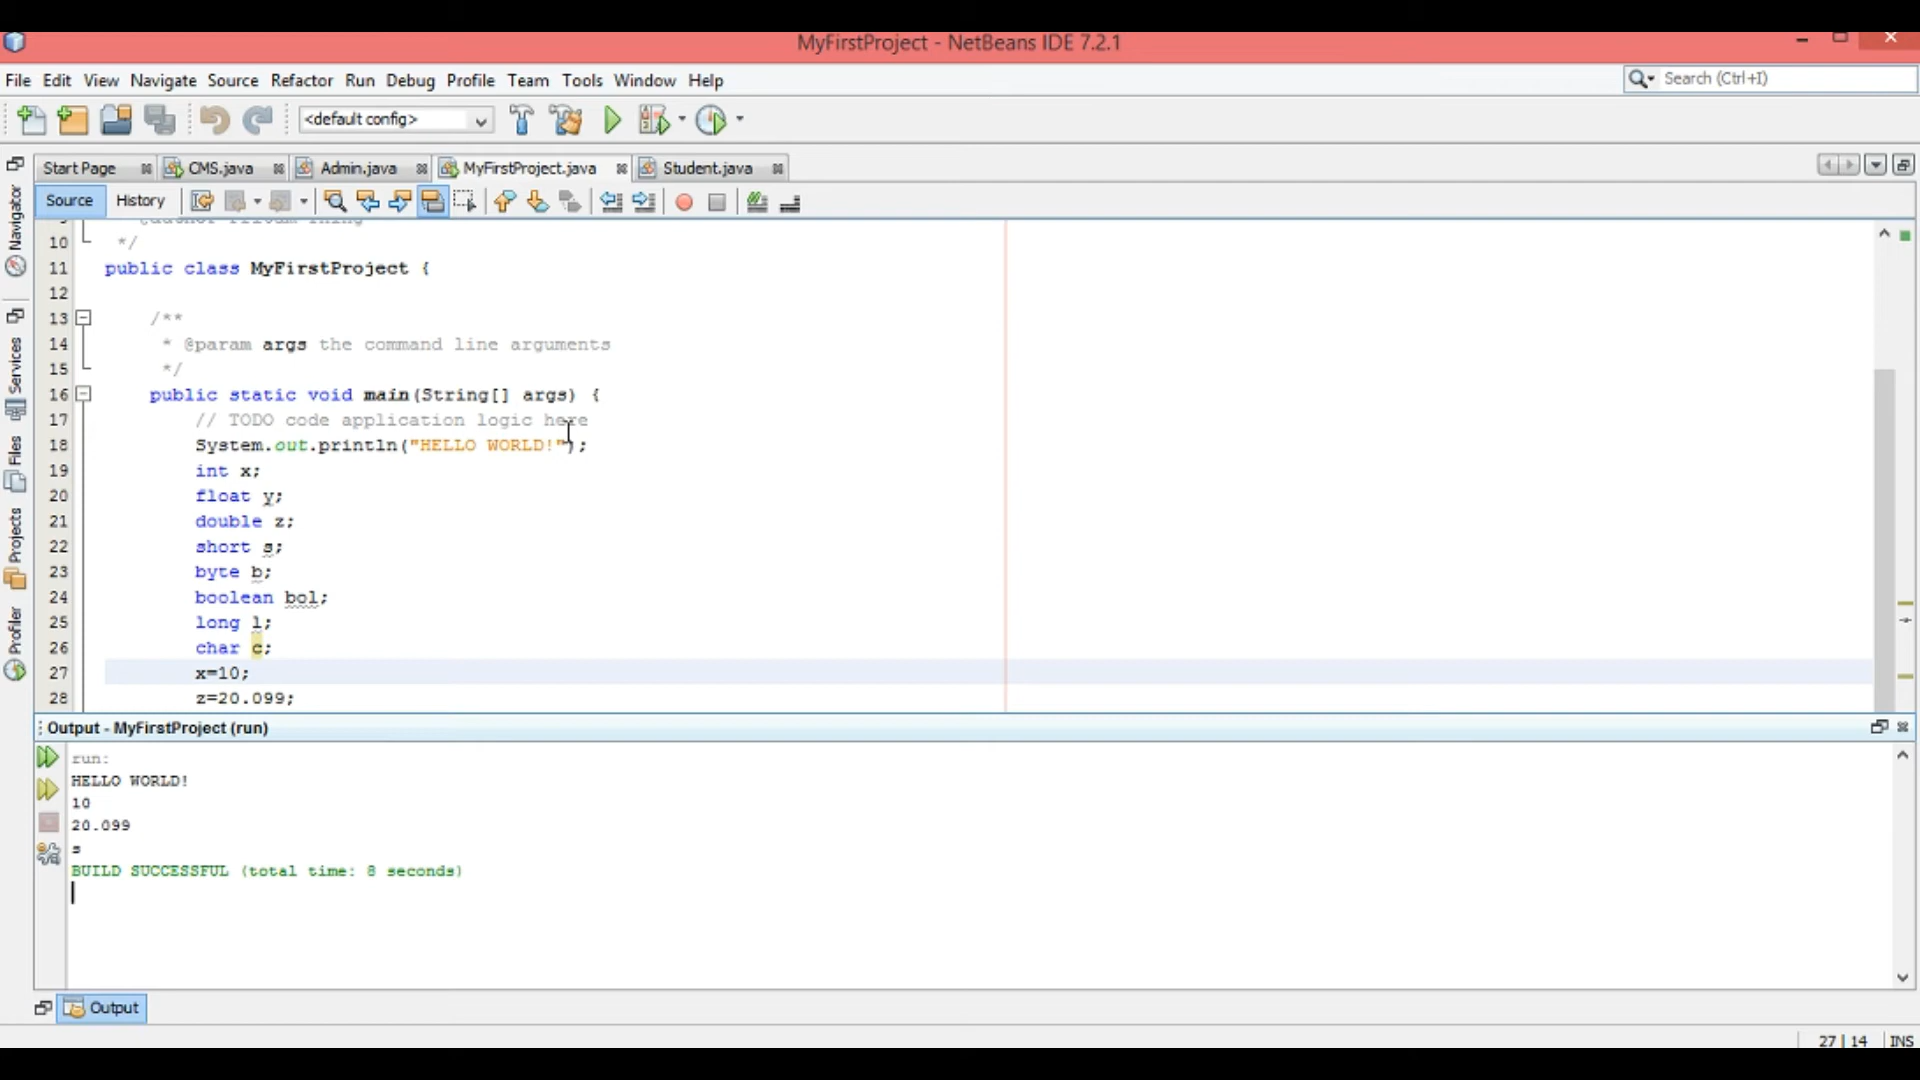 MyFirstProject - NetBeans IDE 7.2.1
File Edit View Navigate Source Refactor Run Debug Profile Team Tools Window Help
Search (Ctrl+I)
<default config>
Start Page CMS.java Admin.java MyFirstProject.java Student.java
Source History
Navigator
Services
Files
Projects
Profiler
10 */
11 public class MyFirstProject {
12
13 /**
14 * @param args the command line arguments
15 */
16 public static void main(String[] args) {
17 // TODO code application logic here
18 System.out.println("HELLO WORLD!");
19 int x;
20 float y;
21 double z;
22 short s;
23 byte b;
24 boolean bol;
25 long l;
26 char c;
27 x=10;
28 z=20.099;
Output - MyFirstProject (run)
run:
HELLO WORLD!
10
20.099
s
BUILD SUCCESSFUL (total time: 8 seconds)
Output
27 | 14 INS